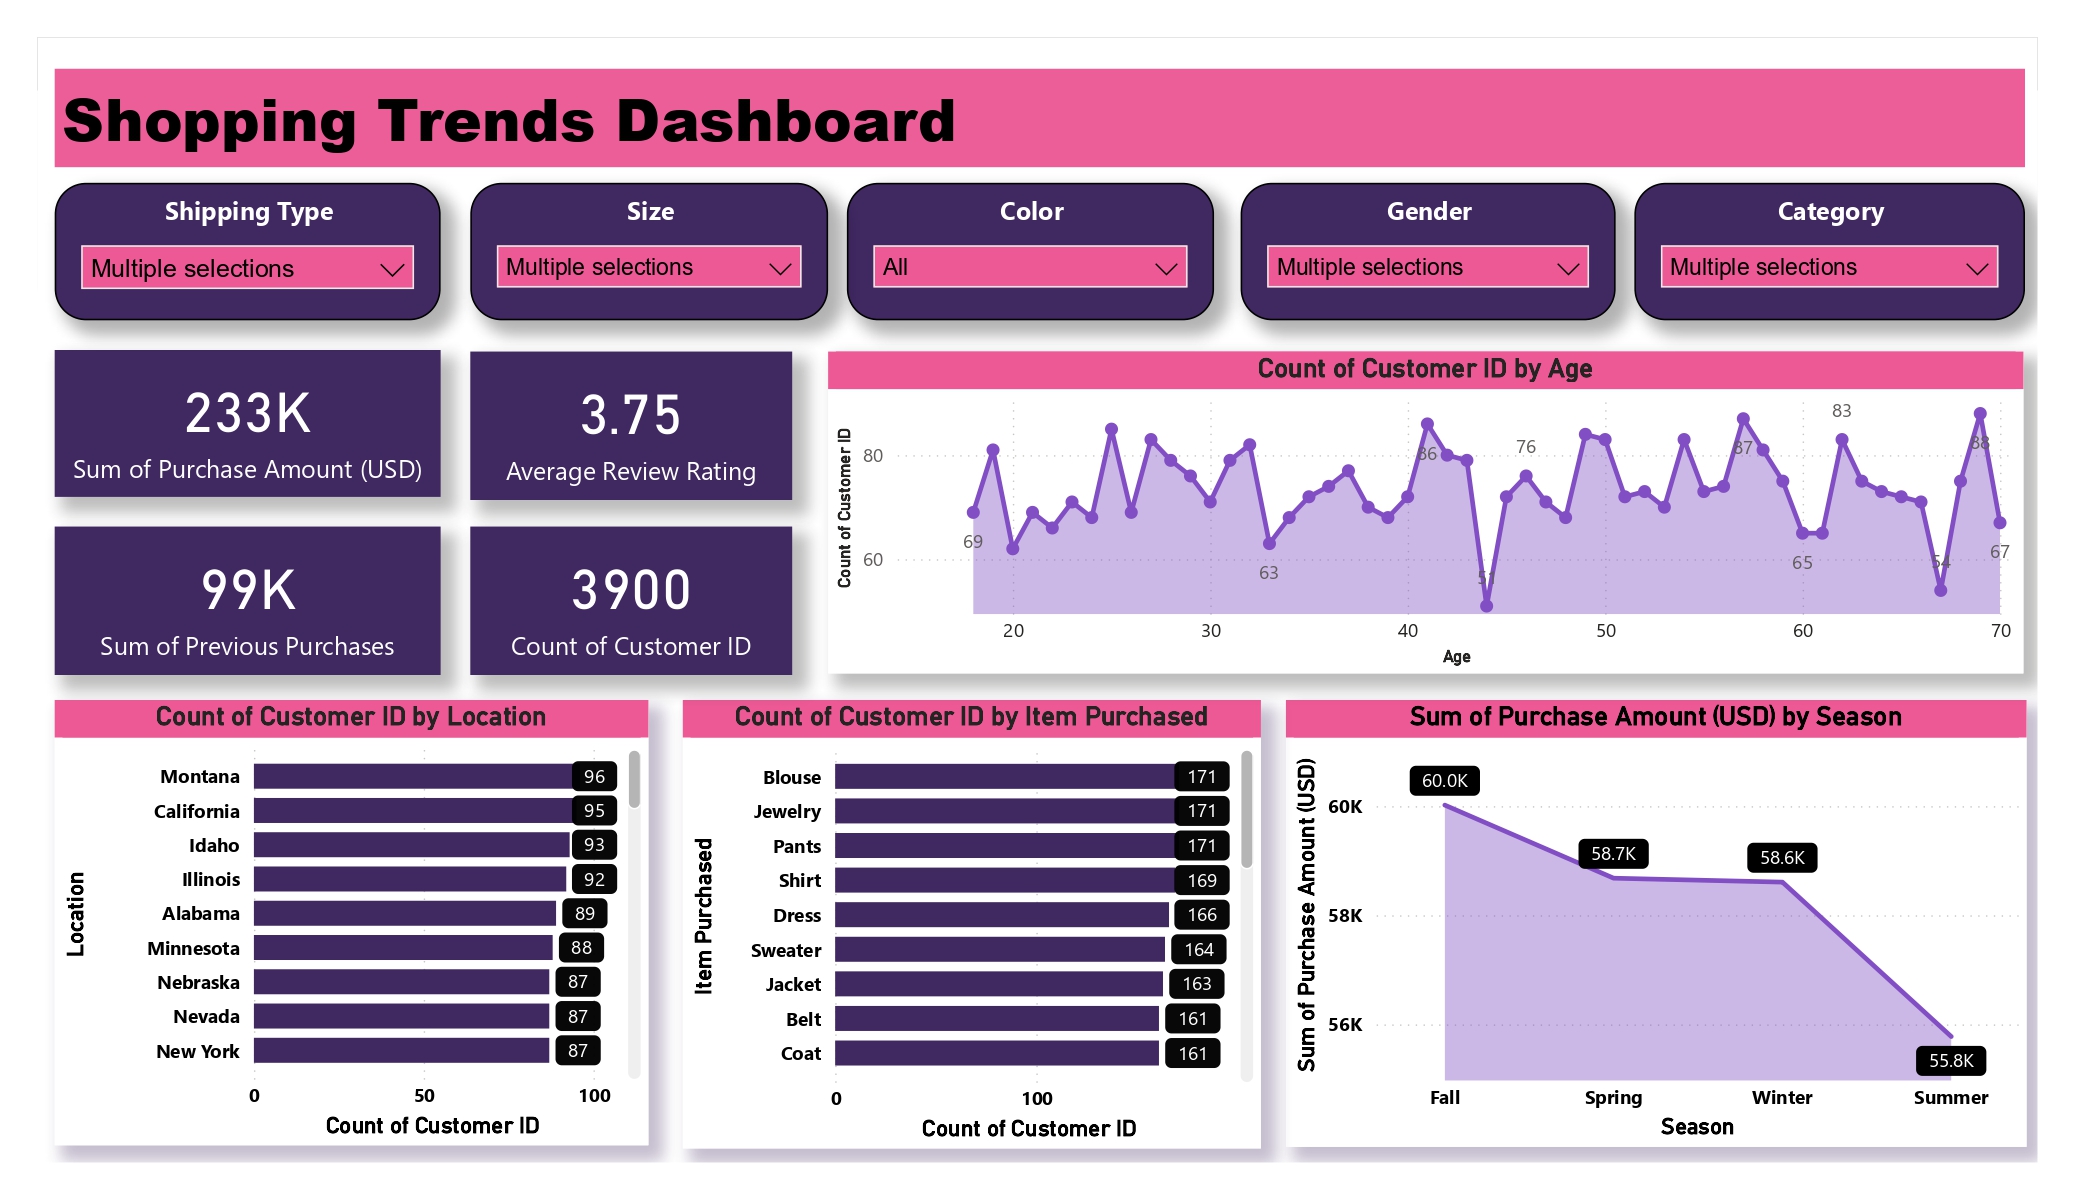 Shopping Trends Dashboard
Shipping Type
Multiple selections
Size
Multiple selections
Color
All
Gender
Multiple selections
Category
Multiple selections
233K
Sum of Purchase Amount (USD)
3.75
Average Review Rating
99K
Sum of Previous Purchases
3900
Count of Customer ID
Count of Customer ID by Age
Count of Customer ID
80
60
69
63
86
51
76
87
65
83
54
88
67
20 30 40 50 60 70
Age
Count of Customer ID by Location
Location
Montana 96
California 95
Idaho 93
Illinois 92
Alabama 89
Minnesota 88
Nebraska 87
Nevada 87
New York 87
0 50 100
Count of Customer ID
Count of Customer ID by Item Purchased
Item Purchased
Blouse 171
Jewelry 171
Pants 171
Shirt 169
Dress 166
Sweater 164
Jacket 163
Belt 161
Coat 161
0 100
Count of Customer ID
Sum of Purchase Amount (USD) by Season
Sum of Purchase Amount (USD)
60K
58K
56K
60.0K
58.7K
58.6K
55.8K
Fall Spring Winter Summer
Season